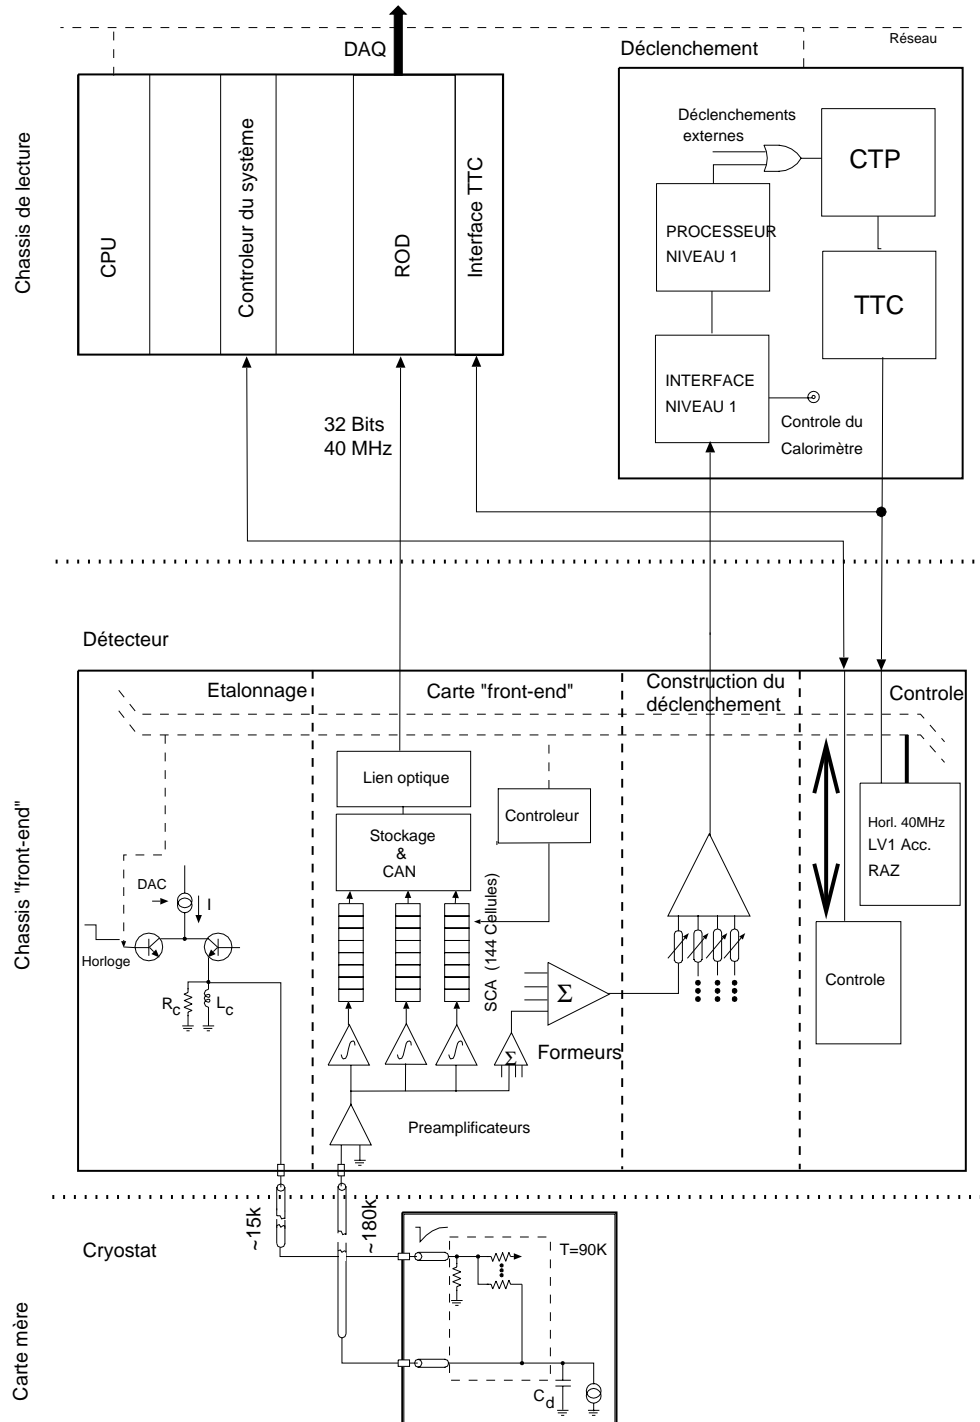 DAQ
Déclenchement
Réseau
Chassis de lecture
CPU
Controleur du système
ROD
Interface TTC
Déclenchements
externes
CTP
PROCESSEUR
NIVEAU 1
TTC
INTERFACE
NIVEAU 1
Controle du
Calorimètre
32 Bits
40 MHz
Détecteur
Chassis "front-end"
Etalonnage
Carte "front-end"
Construction du
déclenchement
Controle
Lien optique
Stockage
&
CAN
Controleur
SCA (144 Cellules)
Horl. 40MHz
LV1 Acc.
RAZ
Controle
DAC
I
Horloge
Rc
Lc
Σ
Σ
Formeurs
Preamplificateurs
~15k
~180k
Cryostat
T=90K
Carte mère
Cd